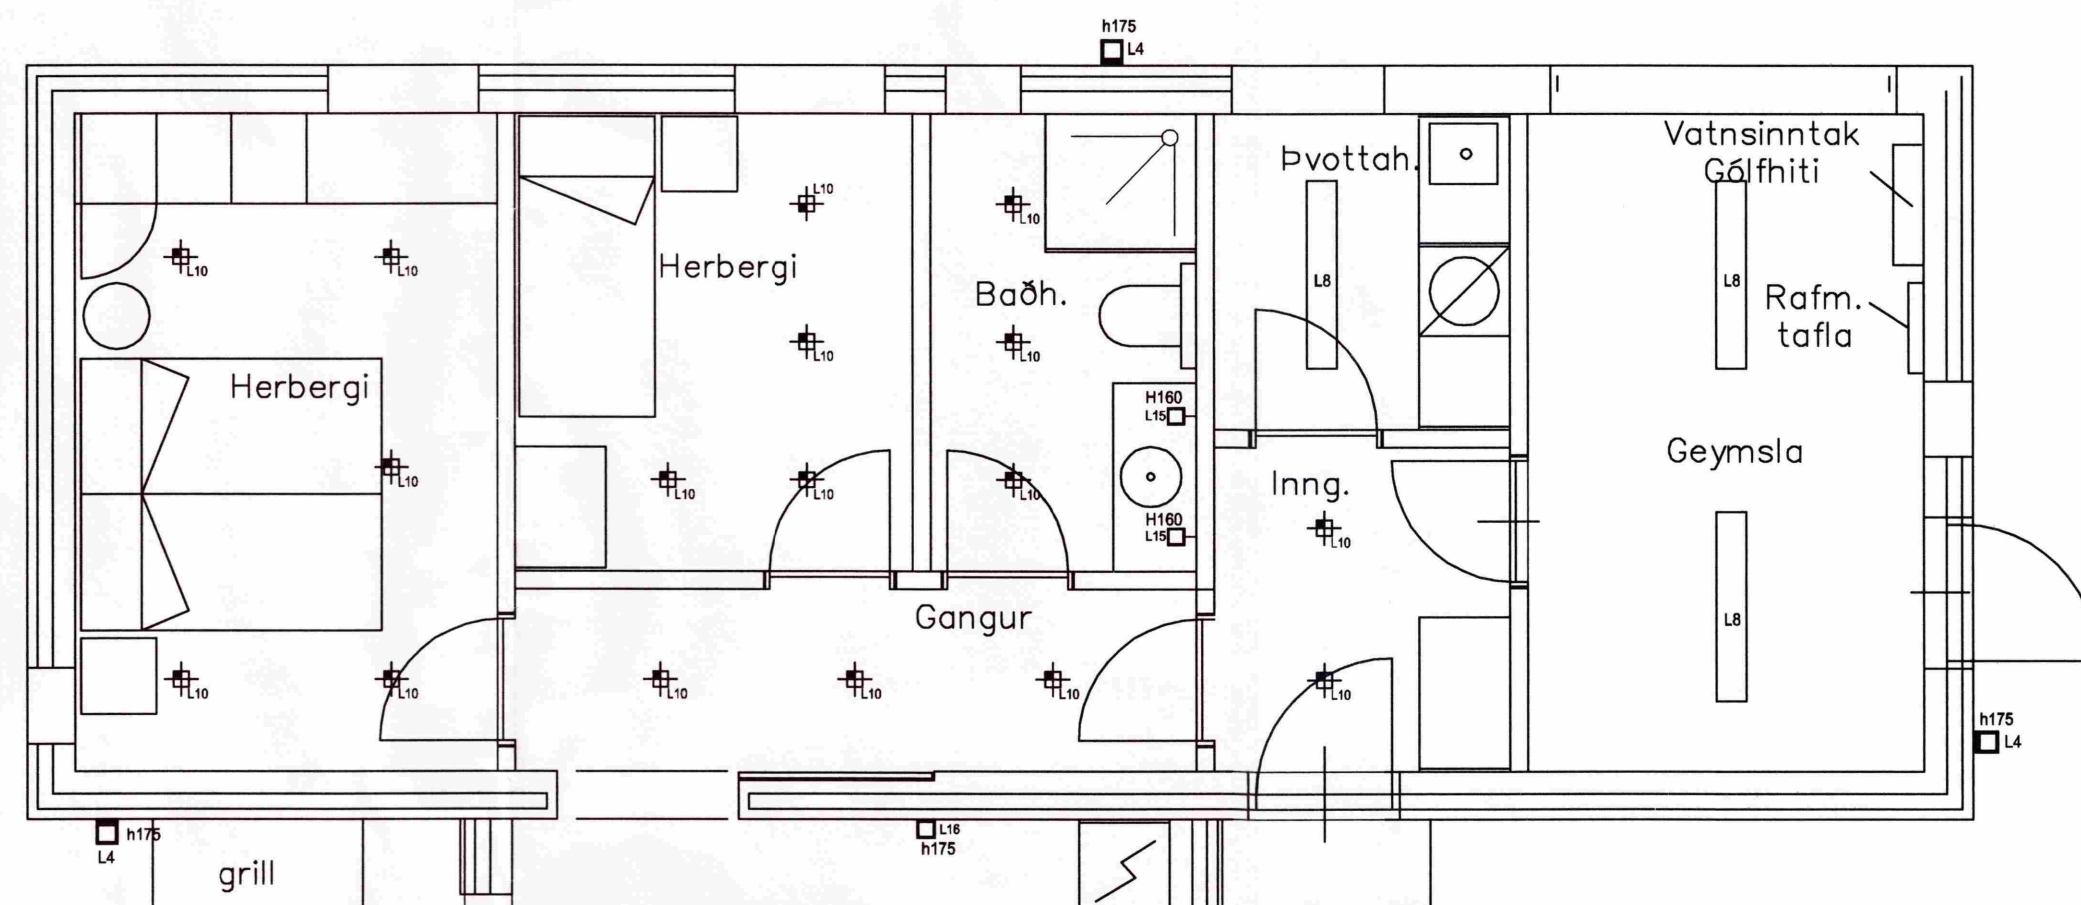 h175
L4
Vatnsinntak
Gólfhiti
Þvottah.
L10
L10
Herbergi
L10
L10
Baðh.
L8
L8
Rafm.
tafla
L10
L10
Herbergi
H160
L15
Geymsla
L10
Inng.
L10
L10
L10
H160
L15
L10
Gangur
L8
L10
L10
L10
L10
L10
L10
h175
L4
h175
L4
L16
h175
grill